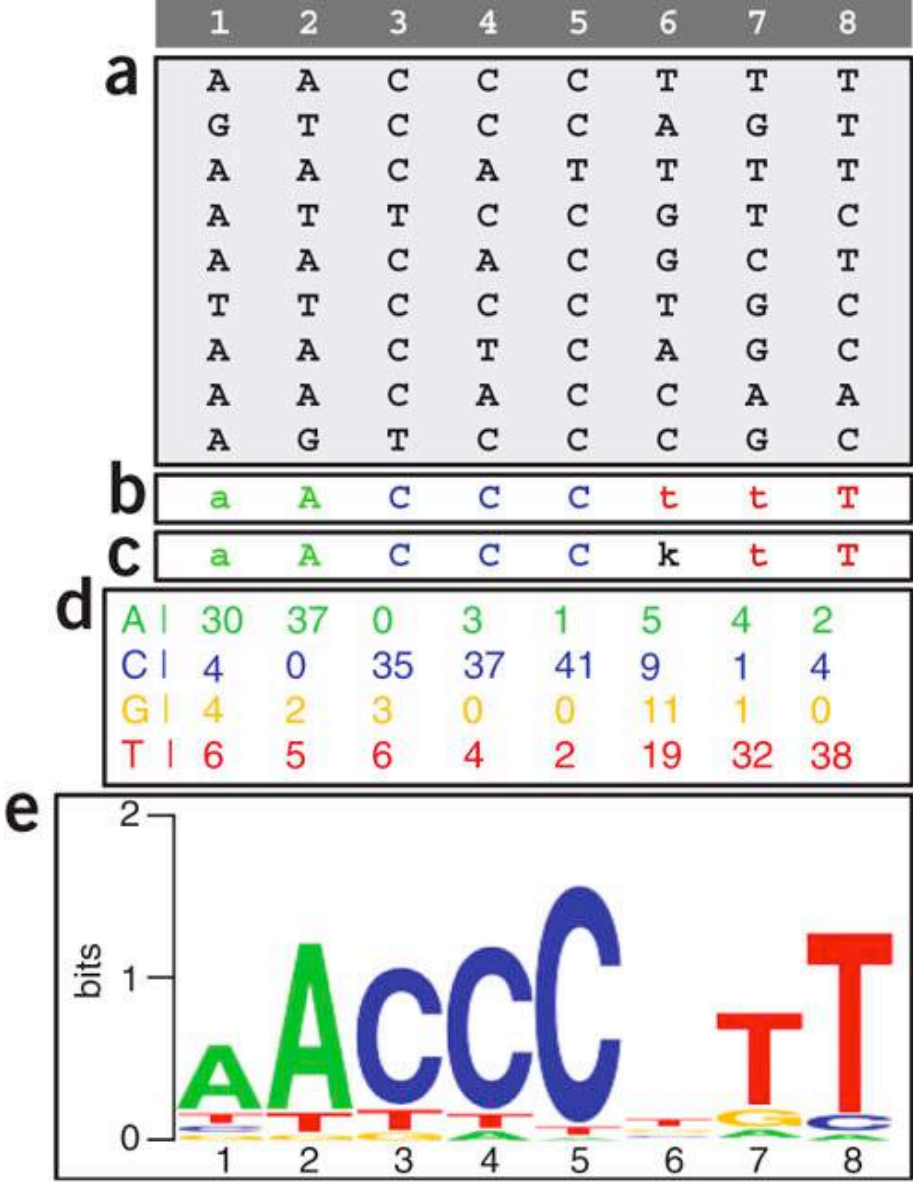 1 2 3 4 5 6 7 8
a
A A C C C T T T
G T C C C A G T
A A C A T T T T
A T T C C G T C
A A C A C G C T
T T C C C T G C
A A C T C A G C
A A C A C C A A
A G T C C C G C
b a A C C C t t T
c a A C C C k t T
d
A | 30 37 0 3 1 5 4 2
C | 4 0 35 37 41 9 1 4
G | 4 2 3 0 0 11 1 0
T | 6 5 6 4 2 19 32 38
e
2
bits
1
0
A A C C C T T T
T T T T T G C
C A A A
G G G
1 2 3 4 5 6 7 8